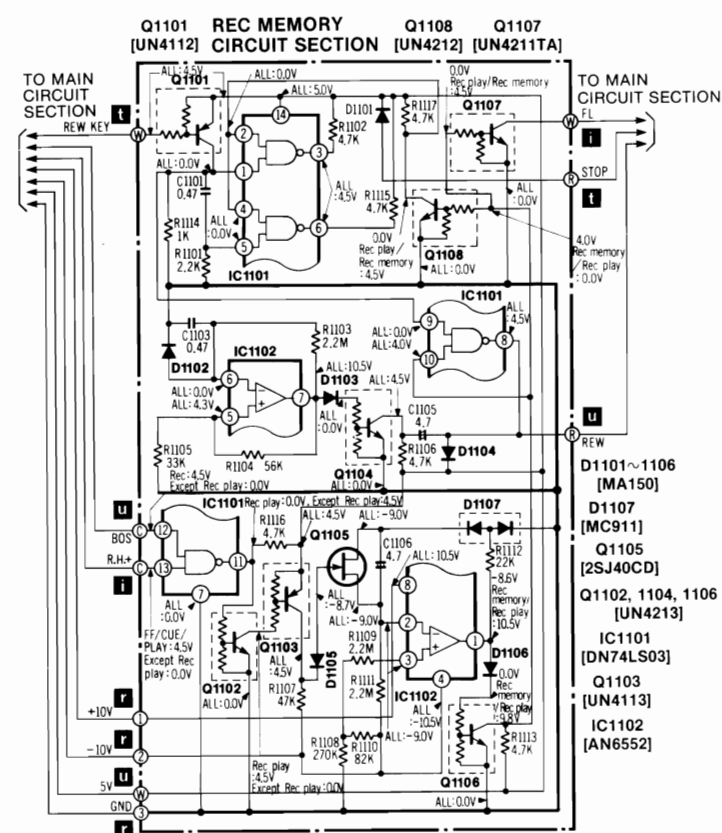 Q1101
[UN4112]
REC MEMORY
CIRCUIT SECTION
Q1108
[UN4212]
Q1107
[UN4211TA]
TO MAIN
CIRCUIT
SECTION
t
REW KEY
W
ALL:4.5V
Q1101
ALL:0.0V
ALL:5.0V
14
2
3
1
4
6
5
IC1101
R1102
4.7K
ALL
:4.5V
ALL:0.0V
C1101
0.47
R1114
1K
R1101
2.2K
ALL
:0.0V
D1101
R1117
4.7K
R1115
4.7K
0.0V
Rec play/Rec memory
:4.5V
Q1107
0.0V
Rec play/
Rec memory
:4.5V
Q1108
ALL:0.0V
ALL
:0.0V
4.0V
Rec memory
/Rec play
:0.0V
TO MAIN
CIRCUIT SECTION
FL
W
i
STOP
R
t
IC1101
ALL
:4.5V
9
10
8
ALL:0.0V
ALL:4.0V
C1103
0.47
D1102
IC1102
R1103
2.2M
ALL:10.5V
6
5
7
ALL:0.0V
ALL:4.3V
D1103
ALL
:0.0V
ALL:4.5V
C1105
4.7
R1106
4.7K
D1104
Q1104
ALL:0.0V
R1105
33K
R1104 56K
Rec:4.5V
Except Rec play:0.0V
u
R
REW
u
BOS
C
R.H.+
C
i
IC1101
12
13
11
7
Rec play:0.0V, Except Rec play:4.5V
R1116
4.7K
ALL:4.5V
ALL:-9.0V
Q1105
C1106
4.7
ALL:10.5V
D1107
R1112
22K
-8.6V
Rec
memory/
Rec play
:10.5V
ALL
:0.0V
FF/CUE/
PLAY:4.5V
Except Rec
play:0.0V
Q1102
ALL:0.0V
Q1103
ALL
:4.5V
R1107
47K
ALL
:-8.7V
ALL:-9.0V
D1105
R1109
2.2M
R1111
2.2M
R1108
270K
R1110
82K
8
2
3
1
4
IC1102
ALL
:-10.5V
ALL:-9.0V
D1106
0.0V
Rec
memory
/Rec play
:9.8V
R1113
4.7K
Q1106
ALL:0.0V
Rec play
:4.5V
Except Rec play:0.0V
r
+10V
1
r
-10V
2
u
5V
W
GND
3
r
D1101~1106
[MA150]
D1107
[MC911]
Q1105
[2SJ40CD]
Q1102, 1104, 1106
[UN4213]
IC1101
[DN74LS03]
Q1103
[UN4113]
IC1102
[AN6552]